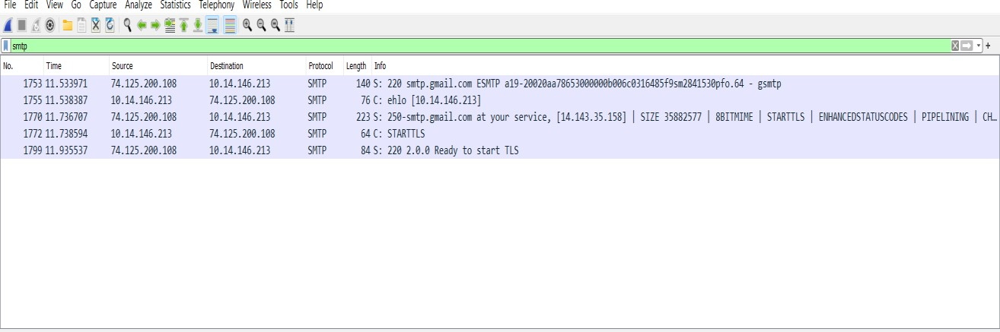 File Edit View Go Capture Analyze Statistics Telephony Wireless Tools Help
smtp
No. Time Source Destination Protocol Length Info
1753 11.533971 74.125.200.108 10.14.146.213 SMTP 140 S: 220 smtp.gmail.com ESMTP a19-20020aa78653000000b006c0316485f9sm2841530pfo.64 - gsmtp
1755 11.538387 10.14.146.213 74.125.200.108 SMTP 76 C: ehlo [10.14.146.213]
1770 11.736707 74.125.200.108 10.14.146.213 SMTP 223 S: 250-smtp.gmail.com at your service, [14.143.35.158] | SIZE 35882577 | 8BITMIME | STARTTLS | ENHANCEDSTATUSCODES | PIPELINING | CH…
1772 11.738594 10.14.146.213 74.125.200.108 SMTP 64 C: STARTTLS
1799 11.935537 74.125.200.108 10.14.146.213 SMTP 84 S: 220 2.0.0 Ready to start TLS